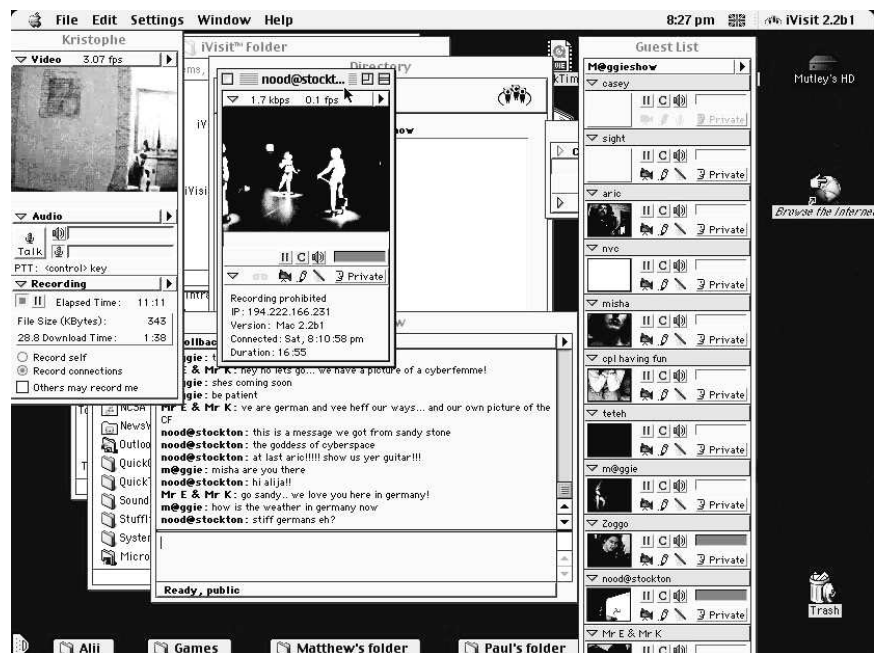 File Edit Settings Window Help
8:27 pm
iVisit 2.2b1
Kristophe
Video 3.07 fps
Audio
Talk
PTT: <control> key
Recording
Elapsed Time: 11:11
File Size (KBytes): 343
28.8 Download Time: 1:38
Record self
Record connections
Others may record me
iVisit™ Folder
Directory
nood@stockt...
1.7 kbps 0.1 fps
C
Private
Recording prohibited
IP: 194.222.166.231
Version: Mac 2.2b1
Connected: Sat, 8:10:58 pm
Duration: 16:55
Mr E & Mr K: hey ho lets go... we have a picture of a cyberfemme!
ggie: shes coming soon
ggie: be patient
Mr E & Mr K: ve are german and vee heff our ways... and our own picture of the
CF
nood@stockton: this is a message we got from sandy stone
nood@stockton: the goddess of cyberspace
nood@stockton: at last aric!!!!! show us yer guitar!!!
m@ggie: misha are you there
nood@stockton: hi alija!!
Mr E & Mr K: go sandy.. we love you here in germany!
m@ggie: how is the weather in germany now
nood@stockton: stiff germans eh?
Ready, public
NCSA
NewsW
Outloo
QuickC
QuickT
Sound
StuffI
System
Micro
Guest List
M@ggieshow
casey
C
Private
sight
C
Private
aric
C
Private
nvc
C
Private
misha
C
Private
cpl having fun
C
Private
teteh
C
Private
m@ggie
C
Private
Zoggo
C
Private
nood@stockton
C
Private
Mr E & Mr K
C
Mutley's HD
Browse the Internet
Trash
Alii
Games
Matthew's folder
Paul's folder